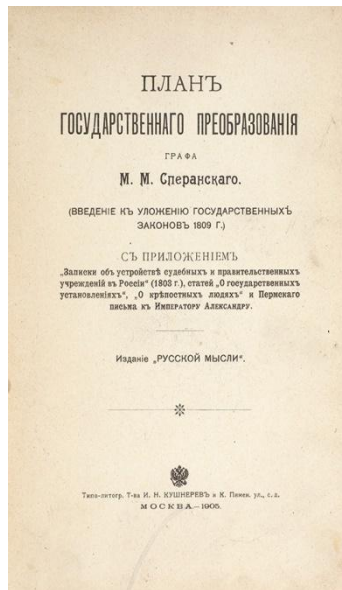 ПЛАНЪ
ГОСУДАРСТВЕННАГО ПРЕОБРАЗОВАНІЯ
ГРАФА
М. М. Сперанскаго.
(ВВЕДЕНІЕ КЪ УЛОЖЕНІЮ ГОСУДАРСТВЕННЫХЪ
ЗАКОНОВЪ 1809 Г.)
СЪ ПРИЛОЖЕНІЕМЪ
„Записки объ устройствѣ судебныхъ и правительственныхъ
учрежденій въ Россіи“ (1803 г.), статей „О государственныхъ
установленіяхъ“, „О крѣпостныхъ людяхъ“ и Пермскаго
письма къ Императору Александру.
Изданіе „РУССКОЙ МЫСЛИ“.
Типо-литогр. Т-ва И. Н. КУШНЕРЕВЪ и К. Пимен. ул., с. д.
МОСКВА.—1905.